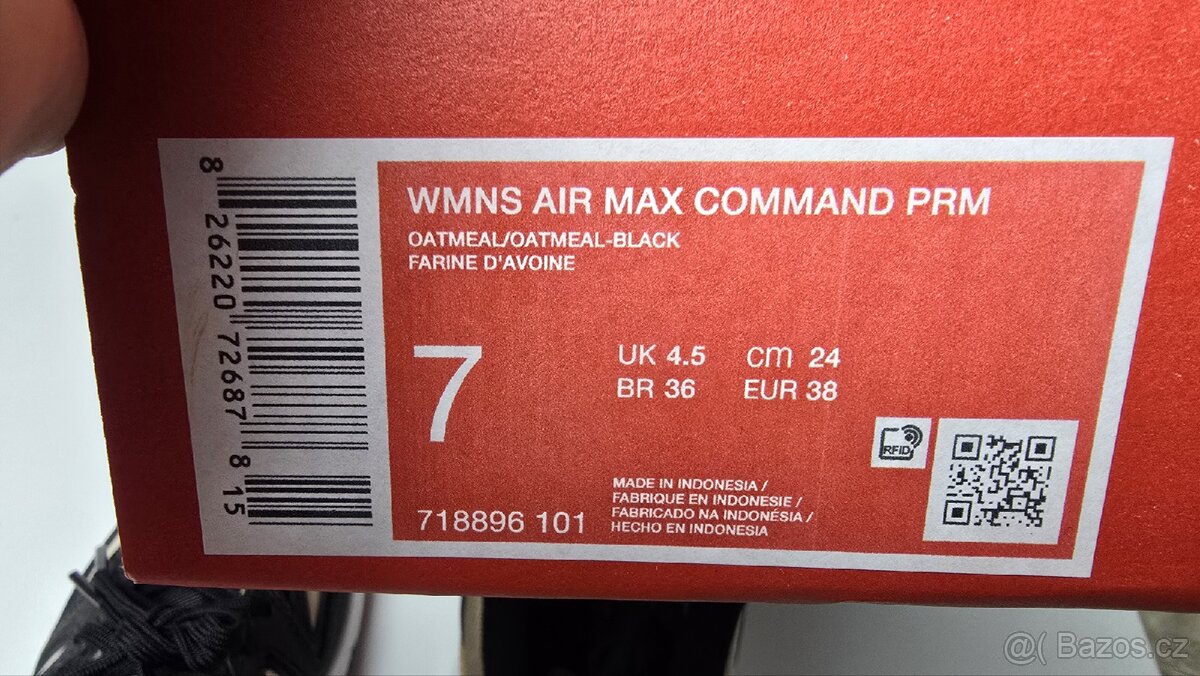 8 26220 72687 8 15
WMNS AIR MAX COMMAND PRM
OATMEAL/OATMEAL-BLACK
FARINE D'AVOINE
7
UK 4.5 cm 24
BR 36 EUR 38
RFID
MADE IN INDONESIA /
FABRIQUE EN INDONESIE /
FABRICADO NA INDONÉSIA /
HECHO EN INDONESIA
718896 101
@( Bazos.cz